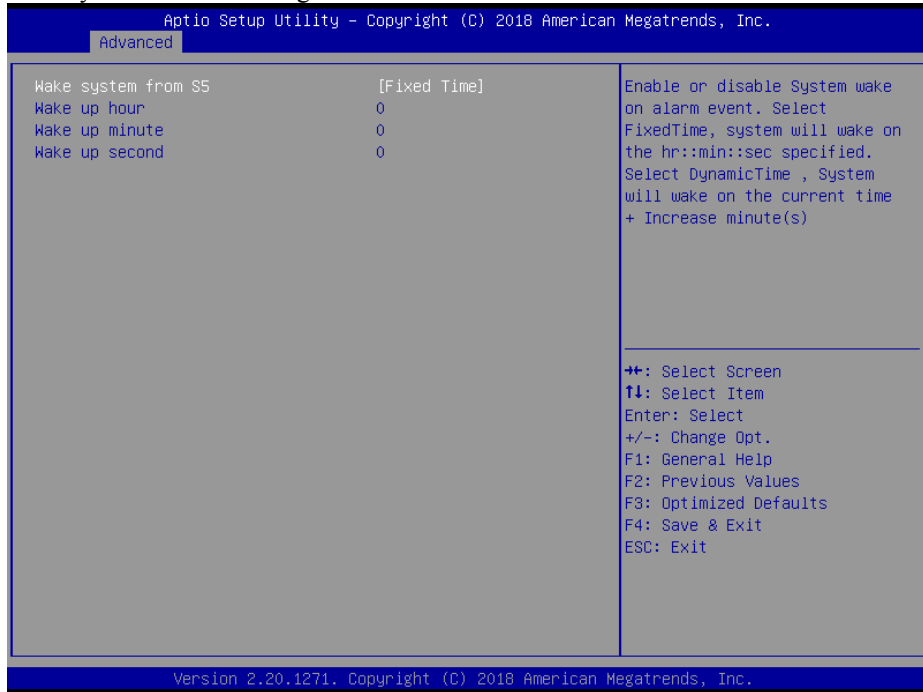 Aptio Setup Utility – Copyright (C) 2018 American Megatrends, Inc.
Advanced
Wake system from S5 [Fixed Time]
Wake up hour 0
Wake up minute 0
Wake up second 0
Enable or disable System wake
on alarm event. Select
FixedTime, system will wake on
the hr::min::sec specified.
Select DynamicTime , System
will wake on the current time
+ Increase minute(s)
→←: Select Screen
↑↓: Select Item
Enter: Select
+/-: Change Opt.
F1: General Help
F2: Previous Values
F3: Optimized Defaults
F4: Save & Exit
ESC: Exit
Version 2.20.1271. Copyright (C) 2018 American Megatrends, Inc.